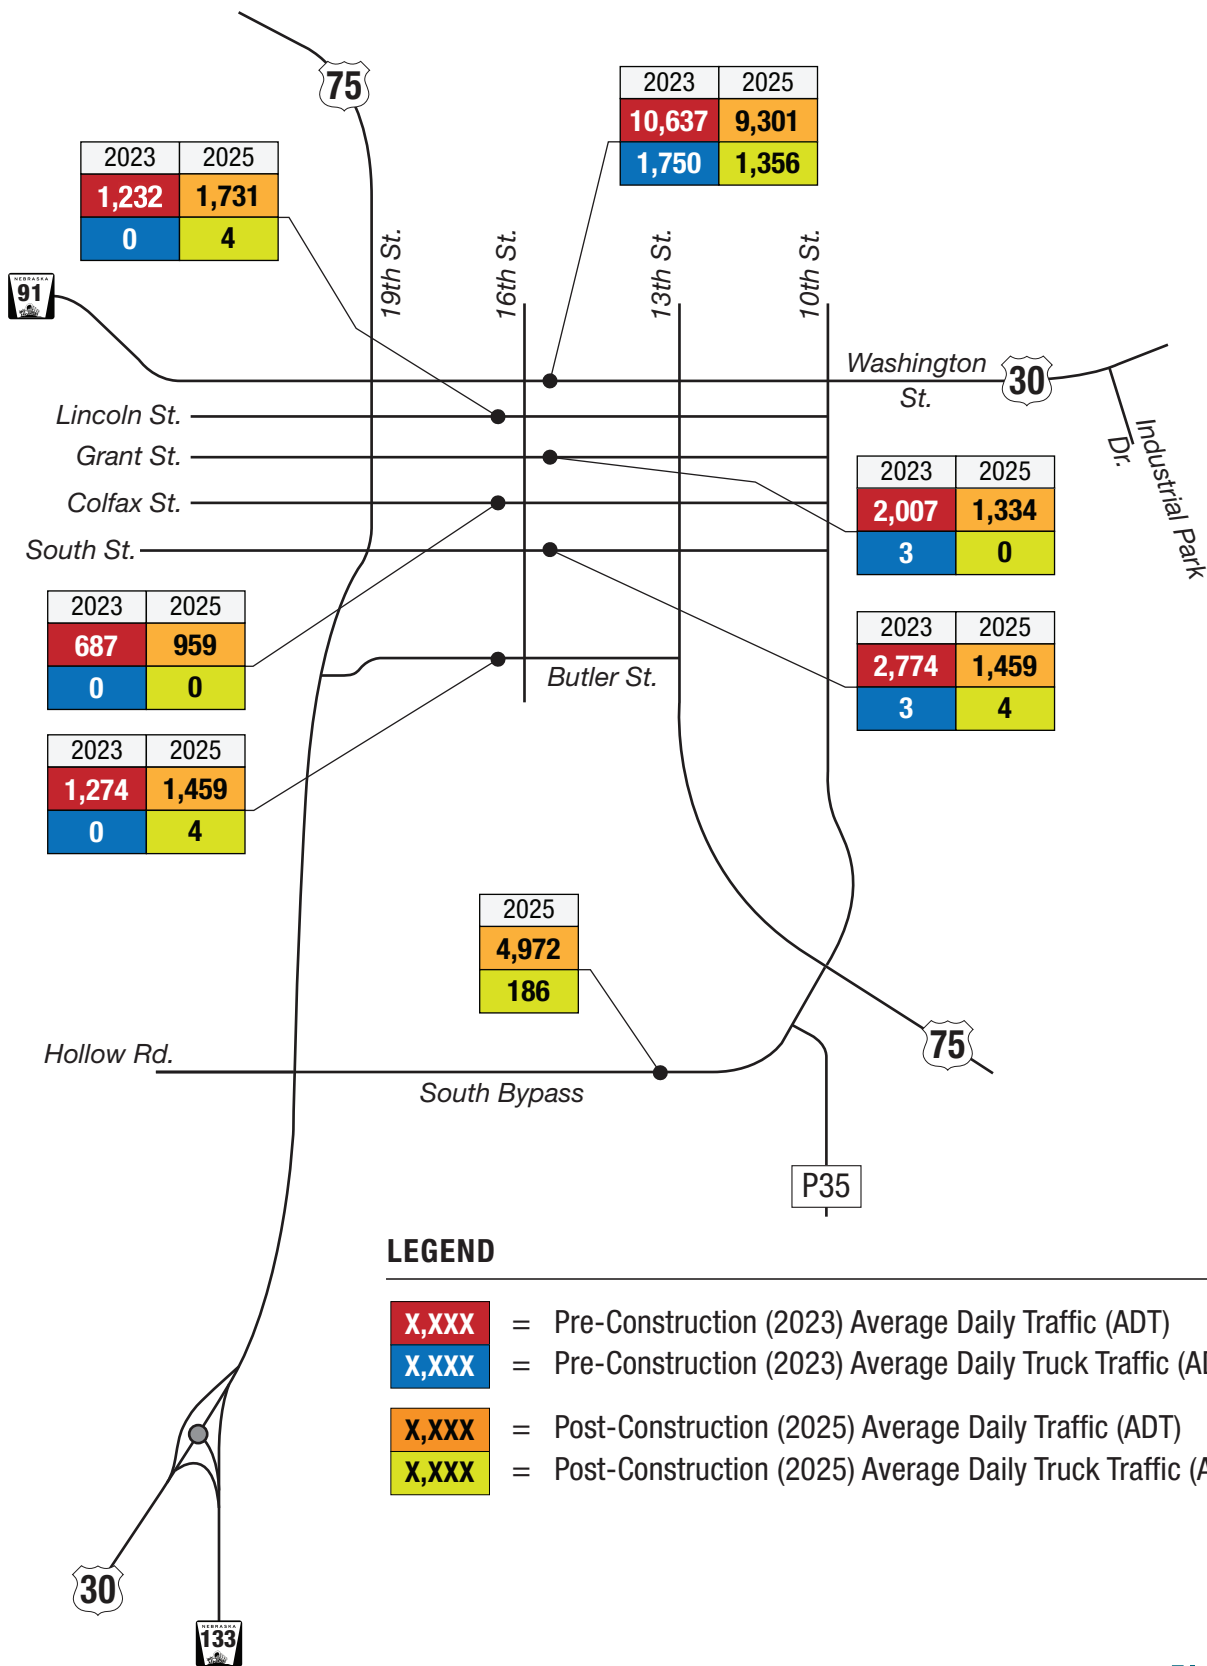 75
2023 2025
10,637 9,301
1,750 1,356
2023 2025
1,232 1,731
0 4
19th St.
16th St.
13th St.
10th St.
NEBRASKA
91
Washington
St.
30
Lincoln St.
Grant St.
Colfax St.
South St.
Industrial Park
Dr.
2023 2025
2,007 1,334
3 0
2023 2025
687 959
0 0
2023 2025
2,774 1,459
3 4
Butler St.
2023 2025
1,274 1,459
0 4
2025
4,972
186
Hollow Rd.
South Bypass
75
P35
LEGEND
X,XXX = Pre-Construction (2023) Average Daily Traffic (ADT)
X,XXX = Pre-Construction (2023) Average Daily Truck Traffic (AD
X,XXX = Post-Construction (2025) Average Daily Traffic (ADT)
X,XXX = Post-Construction (2025) Average Daily Truck Traffic (A
30
NEBRASKA
133